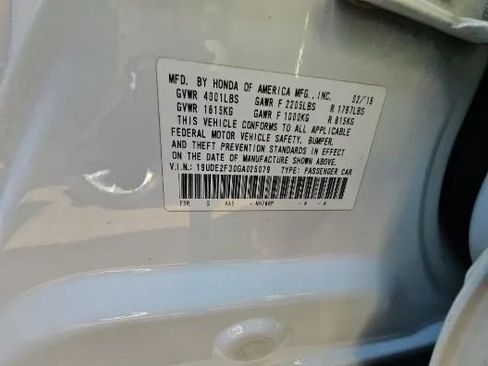 MFD. BY HONDA OF AMERICA MFG., INC. 02/16
GVWR 4001LBS GAWR F 2205LBS R 1797LBS
GVWR 1815KG GAWR F 1000KG R 815KG
THIS VEHICLE CONFORMS TO ALL APPLICABLE
FEDERAL MOTOR VEHICLE SAFETY, BUMPER,
AND THEFT PREVENTION STANDARDS IN EFFECT
ON THE DATE OF MANUFACTURE SHOWN ABOVE.
V.I.N.: 19UDE2F30GA025079 TYPE: PASSENGER CAR